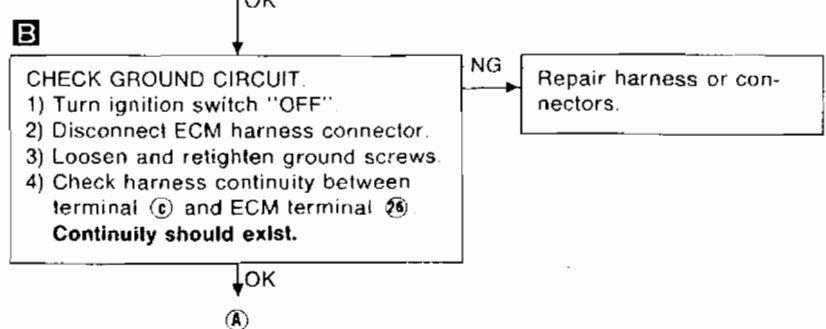 OK
B
CHECK GROUND CIRCUIT.
1) Turn ignition switch "OFF".
2) Disconnect ECM harness connector.
3) Loosen and retighten ground screws.
4) Check harness continuity between
terminal ⓒ and ECM terminal ㉖.
Continuity should exist.
NG
Repair harness or con-
nectors.
OK
Ⓐ